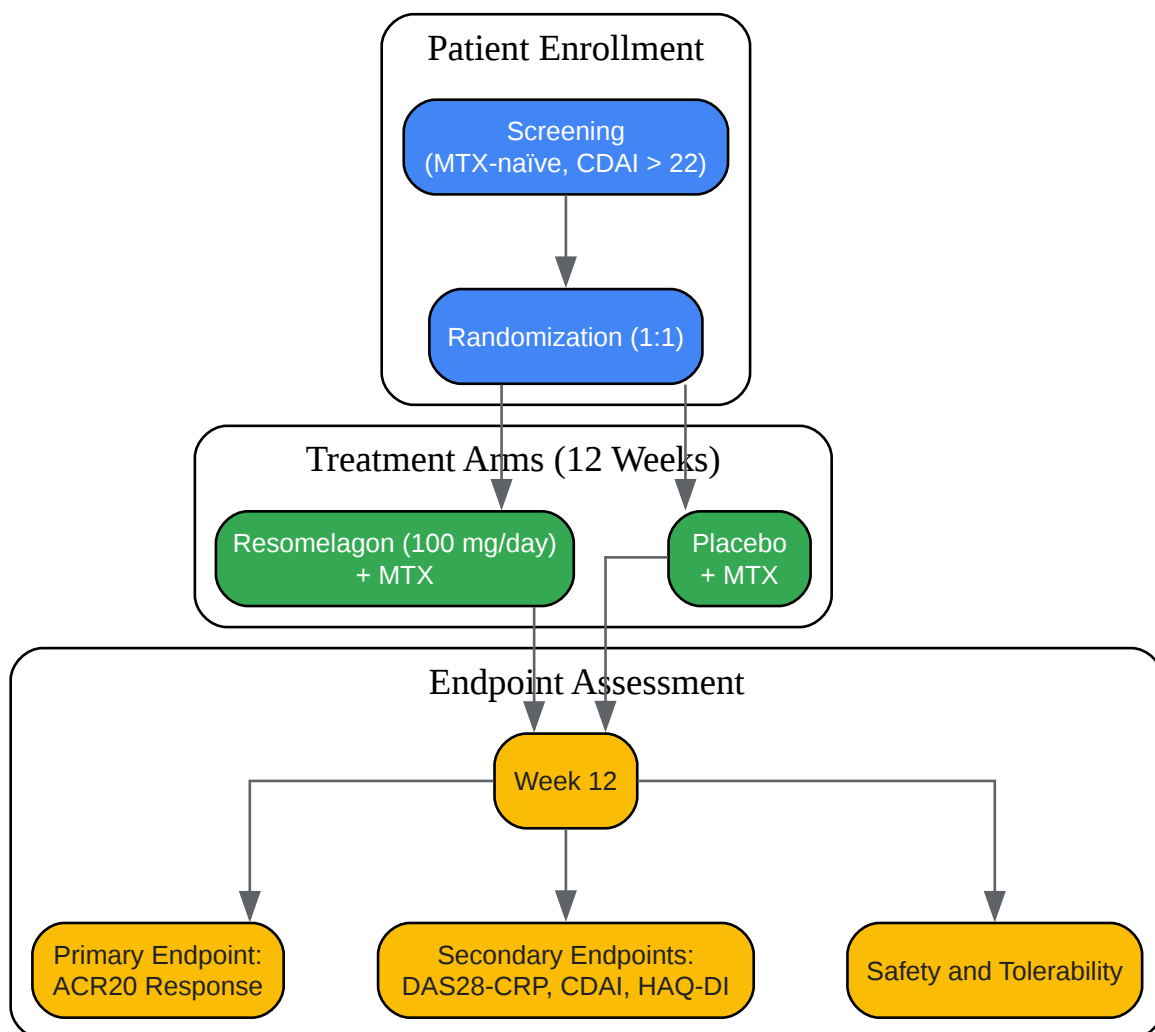 Patient Enrollment
Screening
(MTX-naïve, CDAI > 22)
Randomization (1:1)
Treatment Arms (12 Weeks)
Resomelagon (100 mg/day)
+ MTX
Placebo
+ MTX
Endpoint Assessment
Week 12
Primary Endpoint:
ACR20 Response
Secondary Endpoints:
DAS28-CRP, CDAI, HAQ-DI
Safety and Tolerability